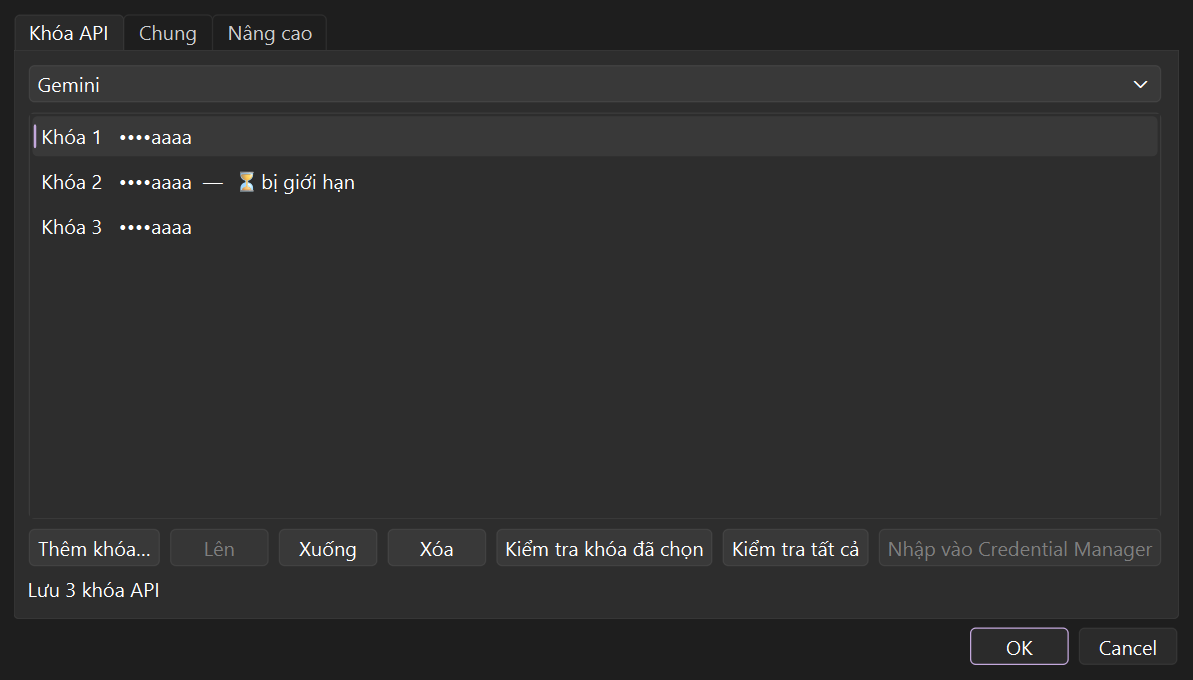 Khóa API Chung Nâng cao
Gemini
Khóa 1 ••••aaaa
Khóa 2 ••••aaaa — ⏳ bị giới hạn
Khóa 3 ••••aaaa
Thêm khóa... Lên Xuống Xóa Kiểm tra khóa đã chọn Kiểm tra tất cả Nhập vào Credential Manager
Lưu 3 khóa API
OK Cancel